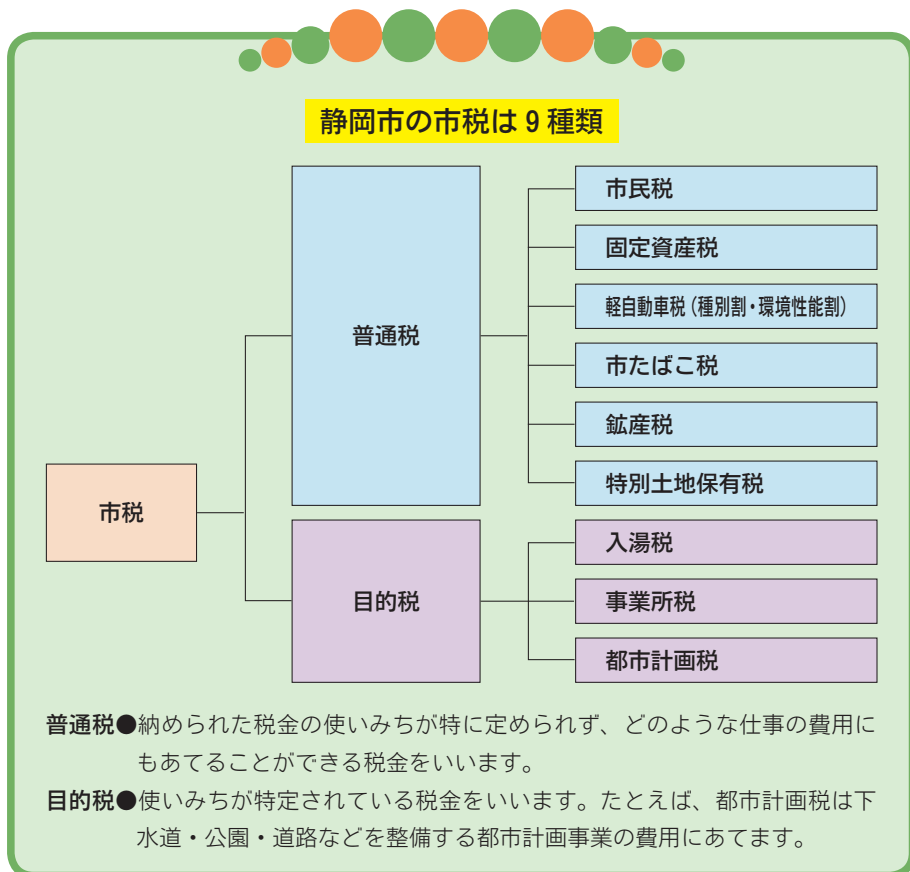 静岡市の市税は9種類
市民税
固定資産税
軽自動車税(種別割・環境性能割)
普通税
市たばこ税
鉱産税
特別土地保有税
市税
入湯税
目的税
事業所税
都市計画税
普通税●納められた税金の使いみちが特に定められず、どのような仕事の費用に
もあてることができる税金をいいます。
目的税●使いみちが特定されている税金をいいます。たとえば、都市計画税は下
水道・公園・道路などを整備する都市計画事業の費用にあてます。